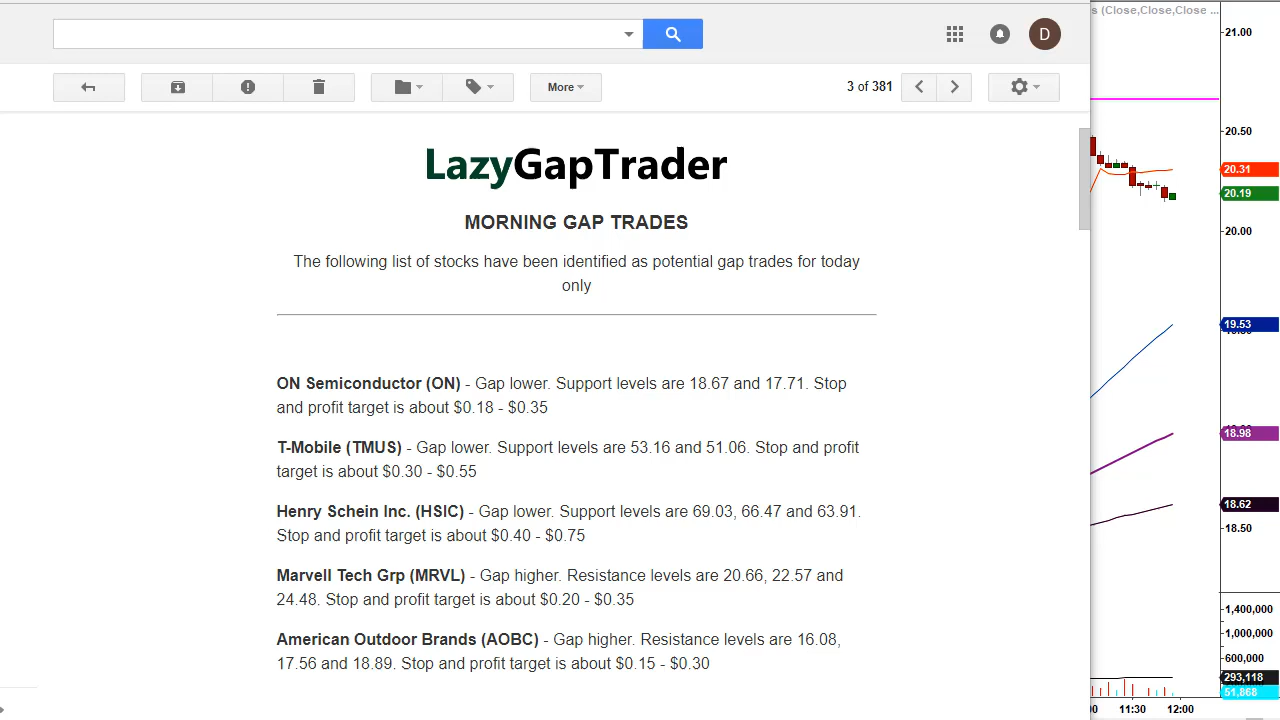 s (Close,Close,Close ...
D
More
3 of 381
LazyGapTrader
MORNING GAP TRADES
The following list of stocks have been identified as potential gap trades for today
only
ON Semiconductor (ON) - Gap lower. Support levels are 18.67 and 17.71. Stop
and profit target is about $0.18 - $0.35
T-Mobile (TMUS) - Gap lower. Support levels are 53.16 and 51.06. Stop and profit
target is about $0.30 - $0.55
Henry Schein Inc. (HSIC) - Gap lower. Support levels are 69.03, 66.47 and 63.91.
Stop and profit target is about $0.40 - $0.75
Marvell Tech Grp (MRVL) - Gap higher. Resistance levels are 20.66, 22.57 and
24.48. Stop and profit target is about $0.20 - $0.35
American Outdoor Brands (AOBC) - Gap higher. Resistance levels are 16.08,
17.56 and 18.89. Stop and profit target is about $0.15 - $0.30
21.00
20.50
20.31
20.19
20.00
19.53
18.98
18.62
18.50
1,400,000
1,000,000
600,000
293,118
51,868
00 11:30 12:00